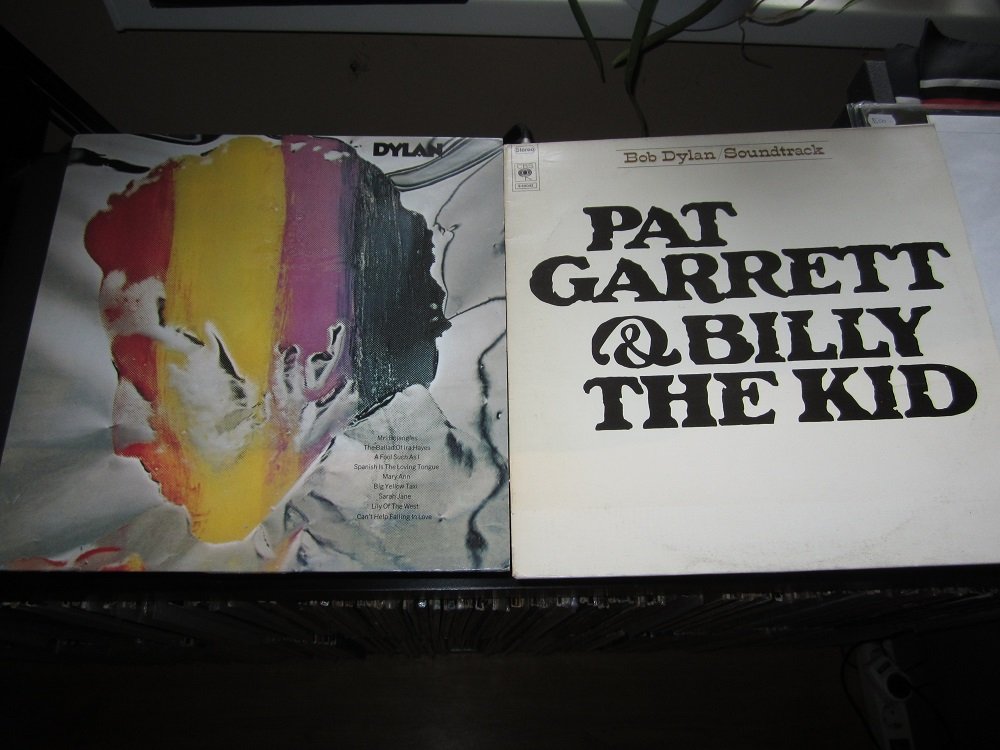 DYLAN
Mr. Bojangles
The Ballad Of Ira Hayes
A Fool Such As I
Spanish Is The Loving Tongue
Mary Ann
Big Yellow Taxi
Sarah Jane
Lily Of The West
Can't Help Falling In Love
Stereo
CBS
Bob Dylan/Soundtrack
PAT
GARRETT
& BILLY
THE KID